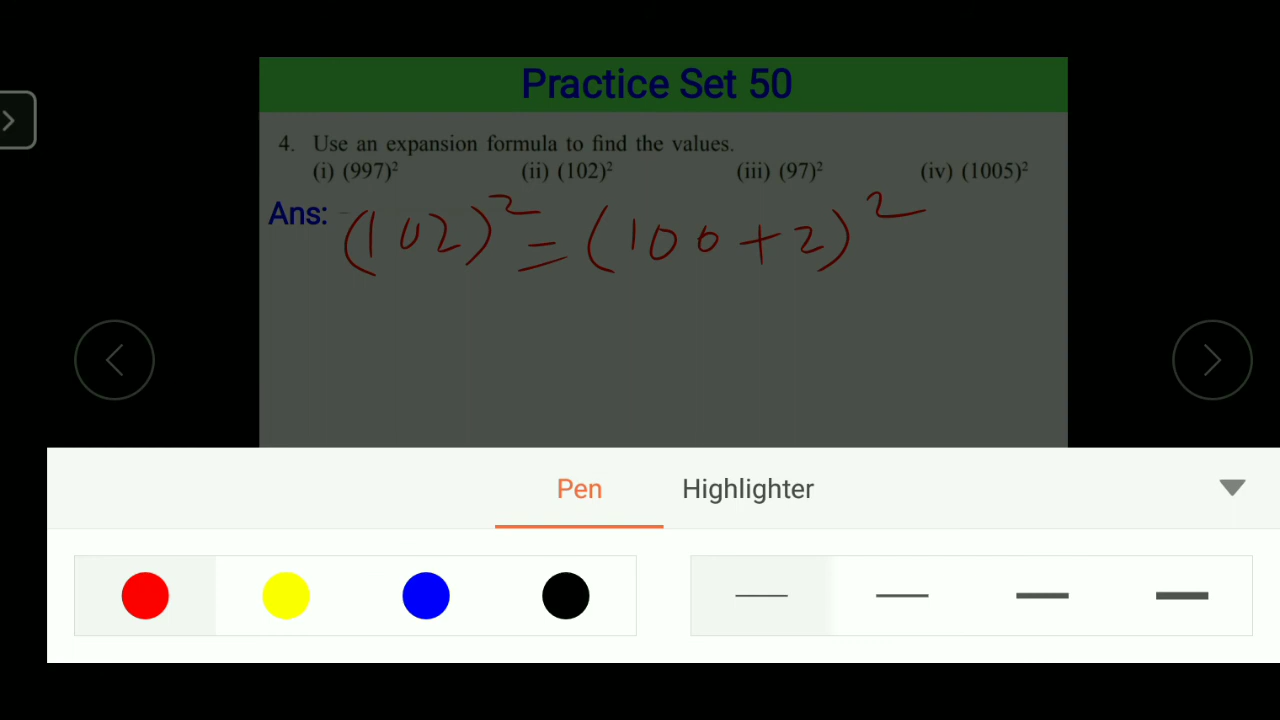 Practice Set 50
4. Use an expansion formula to find the values.
(i) (997)² (ii) (102)² (iii) (97)² (iv) (1005)²
Ans: (102)² = (100+2)²
Pen Highlighter